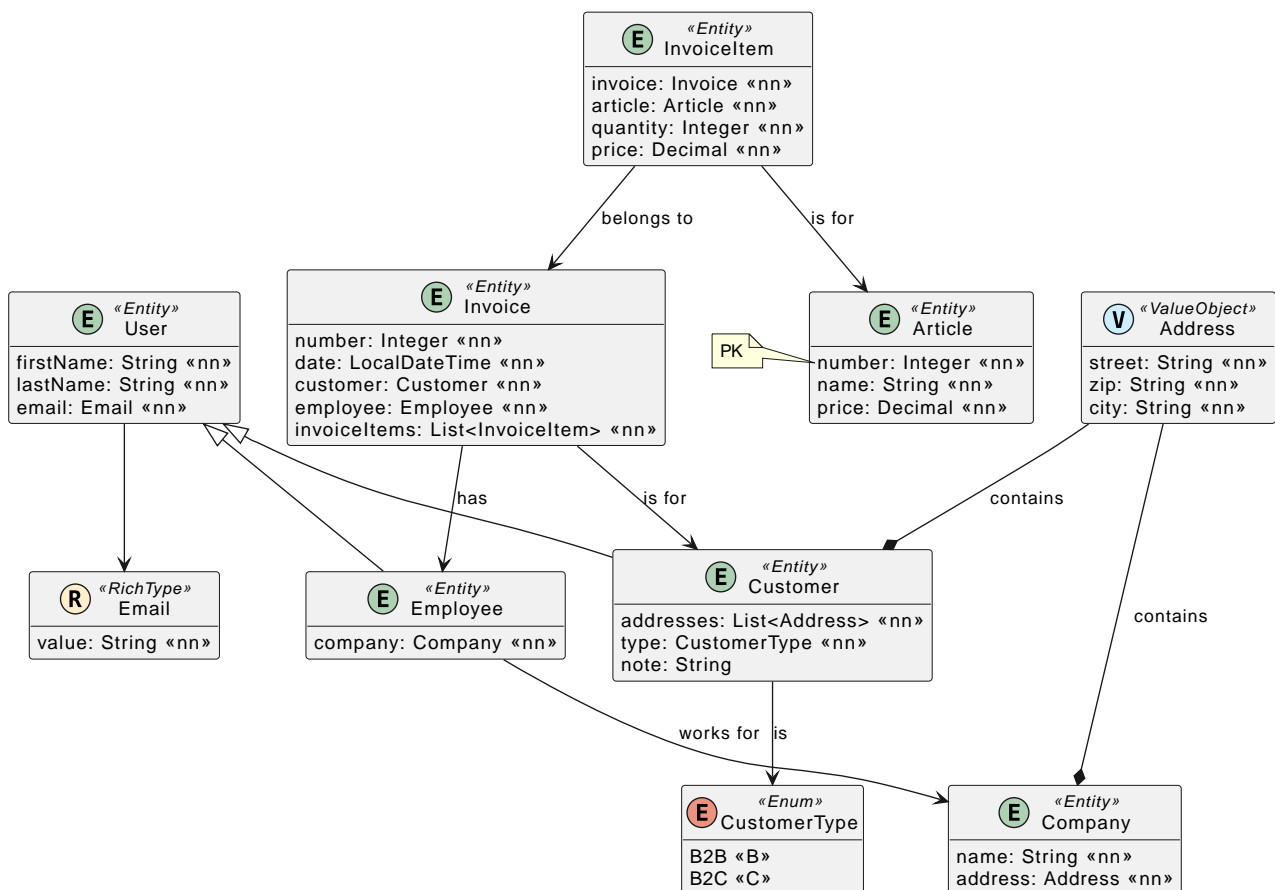 E
«Entity»
InvoiceItem
invoice: Invoice «nn»
article: Article «nn»
quantity: Integer «nn»
price: Decimal «nn»
belongs to
is for
E
«Entity»
User
firstName: String «nn»
lastName: String «nn»
email: Email «nn»
E
«Entity»
Invoice
number: Integer «nn»
date: LocalDateTime «nn»
customer: Customer «nn»
employee: Employee «nn»
invoiceItems: List<InvoiceItem> «nn»
PK
E
«Entity»
Article
number: Integer «nn»
name: String «nn»
price: Decimal «nn»
V
«ValueObject»
Address
street: String «nn»
zip: String «nn»
city: String «nn»
has
is for
contains
R
«RichType»
Email
value: String «nn»
E
«Entity»
Employee
company: Company «nn»
E
«Entity»
Customer
addresses: List<Address> «nn»
type: CustomerType «nn»
note: String
contains
works for
is
E
«Enum»
CustomerType
B2B «B»
B2C «C»
E
«Entity»
Company
name: String «nn»
address: Address «nn»